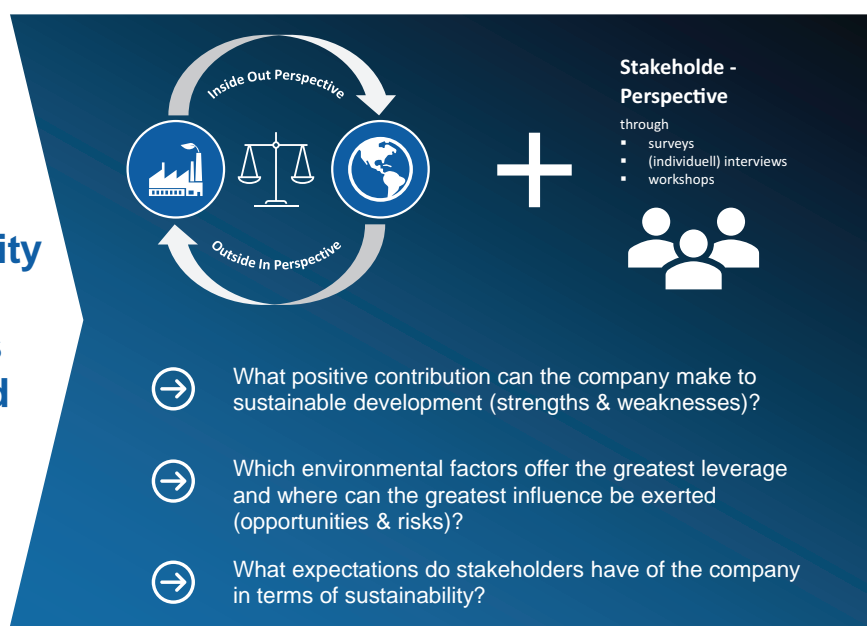 ity
d
Inside Out Perspective
Outside In Perspective
Stakeholde -
Perspective
through
▪ surveys
▪ (individuell) interviews
▪ workshops
What positive contribution can the company make to
sustainable development (strengths & weaknesses)?
Which environmental factors offer the greatest leverage
and where can the greatest influence be exerted
(opportunities & risks)?
What expectations do stakeholders have of the company
in terms of sustainability?